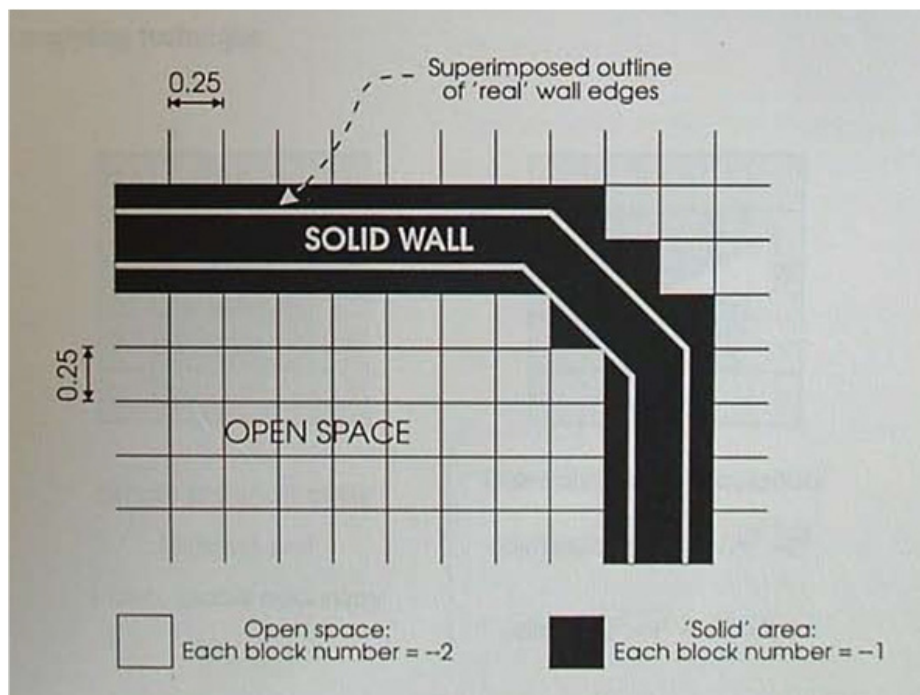 0.25
Superimposed outline
of 'real' wall edges
SOLID WALL
0.25
OPEN SPACE
Open space:
Each block number = –2
'Solid' area:
Each block number = –1